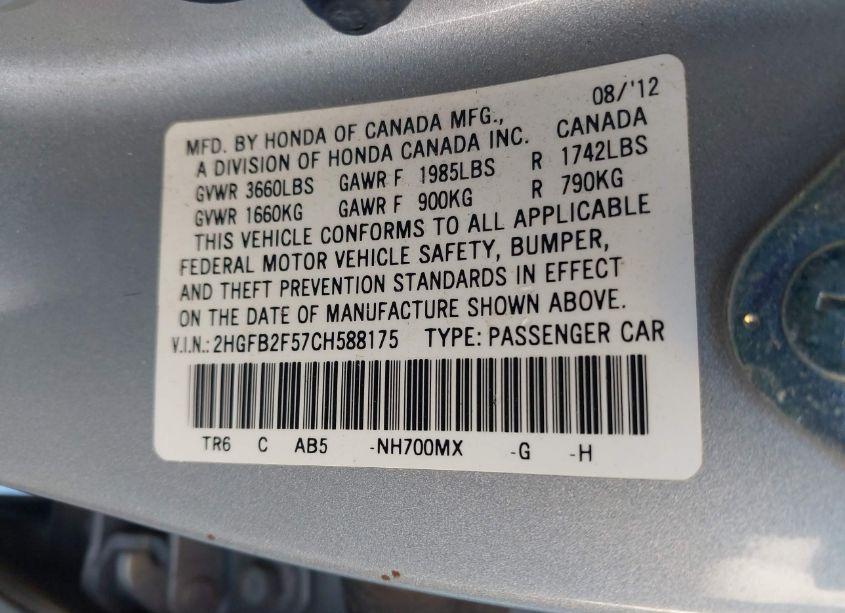 08/'12
MFD. BY HONDA OF CANADA MFG.,
A DIVISION OF HONDA CANADA INC. CANADA
GVWR 3660LBS GAWR F 1985LBS R 1742LBS
GVWR 1660KG GAWR F 900KG R 790KG
THIS VEHICLE CONFORMS TO ALL APPLICABLE
FEDERAL MOTOR VEHICLE SAFETY, BUMPER,
AND THEFT PREVENTION STANDARDS IN EFFECT
ON THE DATE OF MANUFACTURE SHOWN ABOVE.
V.I.N.: 2HGFB2F57CH588175 TYPE: PASSENGER CAR
TR6 C AB5 -NH700MX -G -H